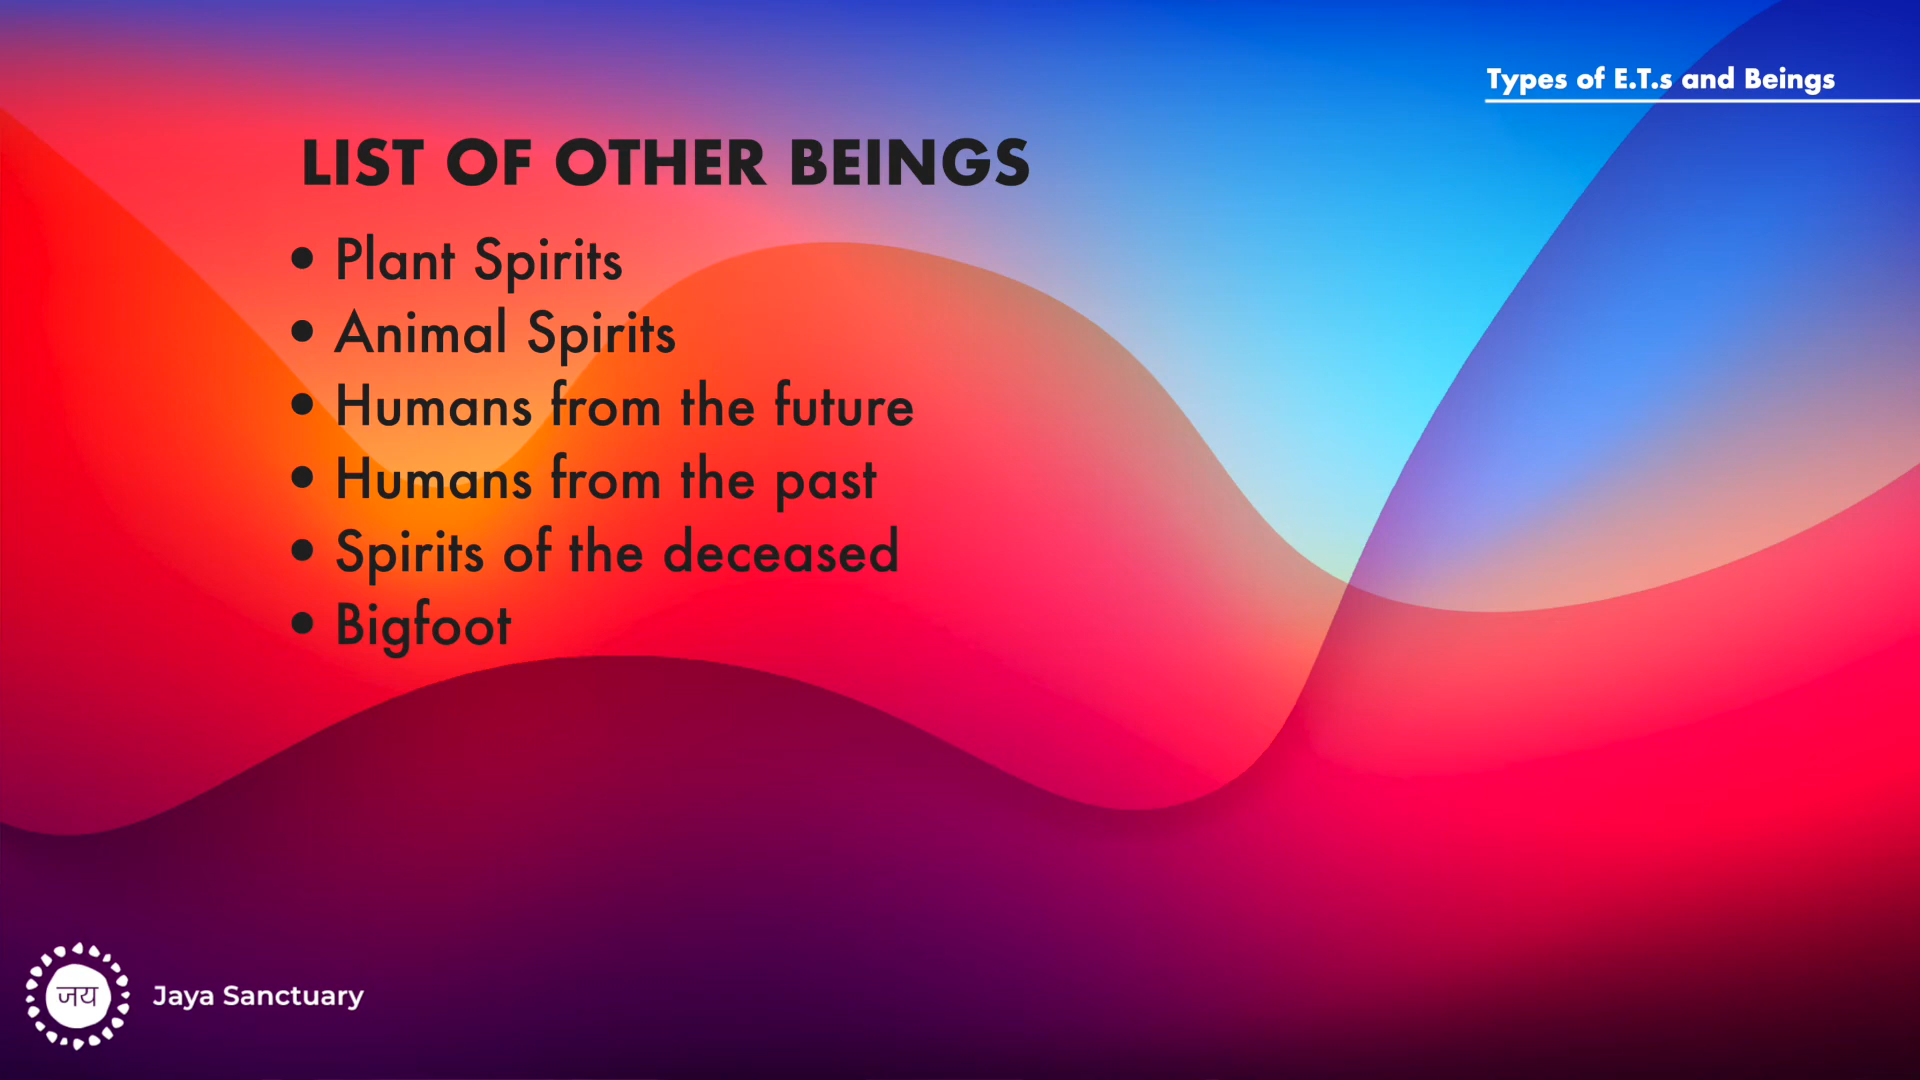 Types of E.T.s and Beings
LIST OF OTHER BEINGS
• Plant Spirits
• Animal Spirits
• Humans from the future
• Humans from the past
• Spirits of the deceased
• Bigfoot
जय
Jaya Sanctuary